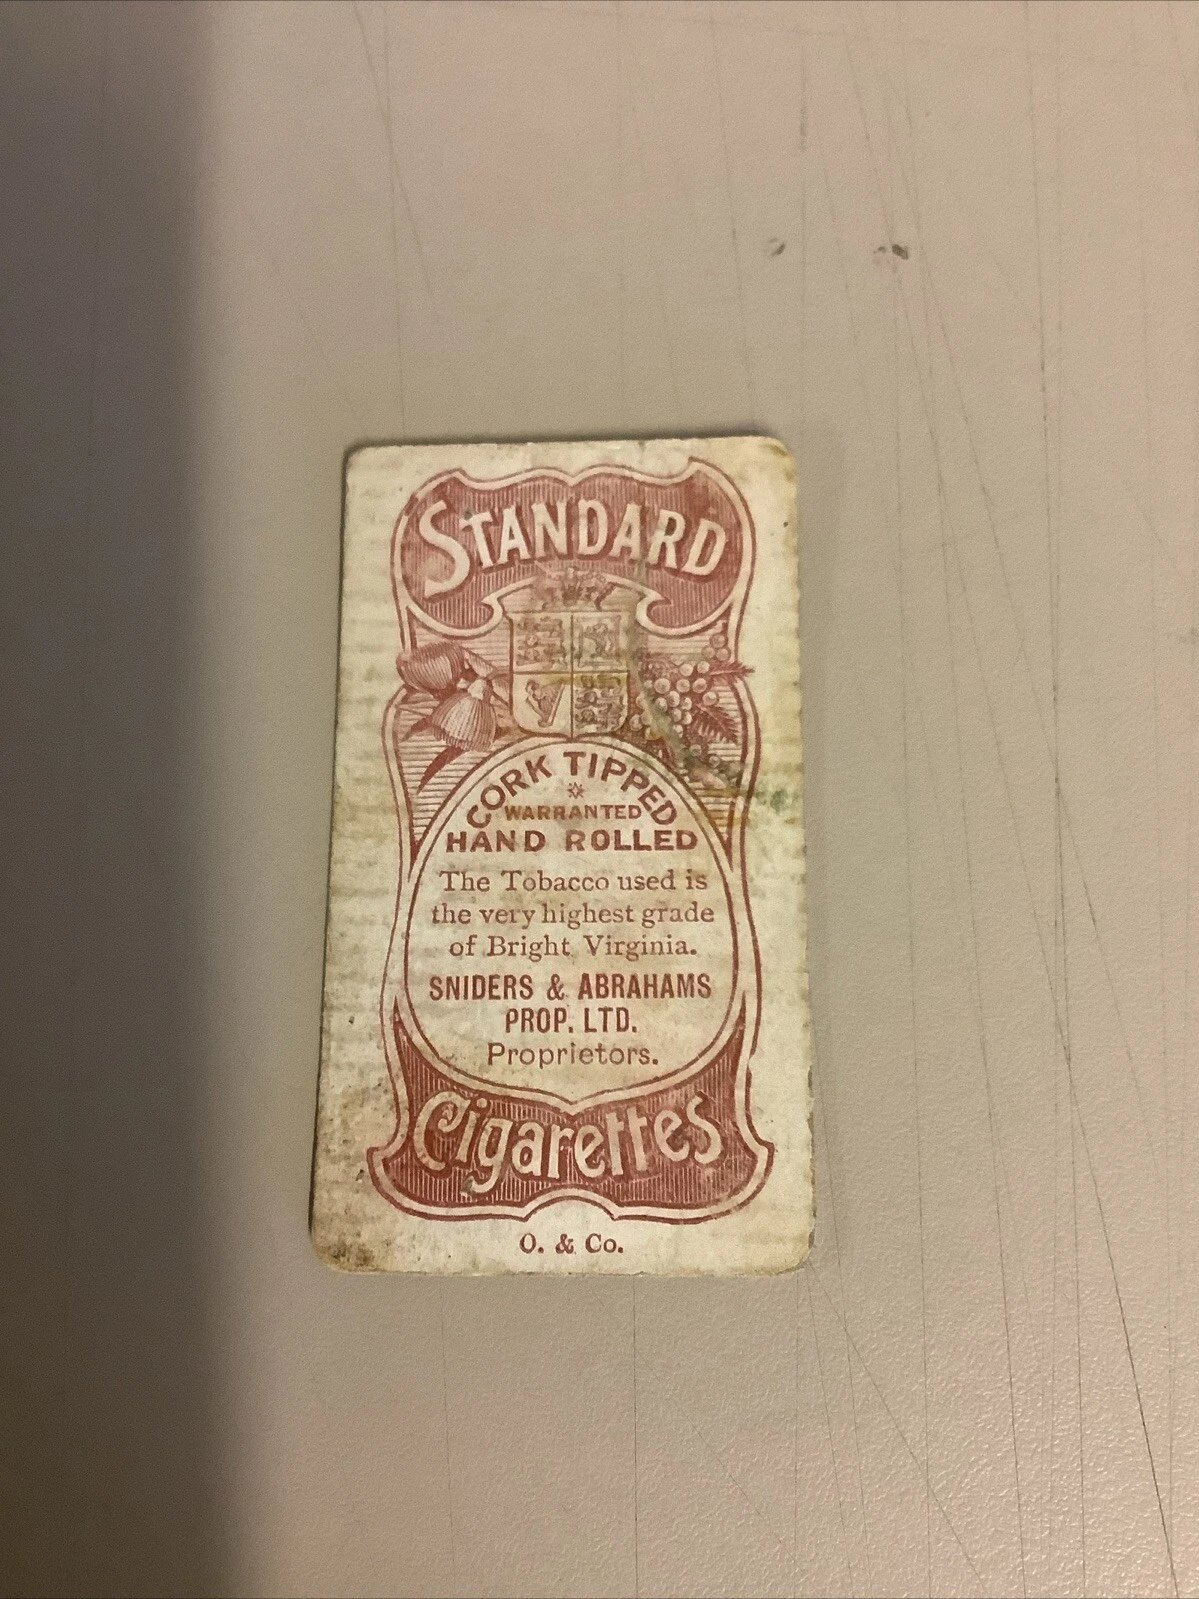 STANDARD
CORK TIPPED
WARRANTED
HAND ROLLED
The Tobacco used is
the very highest grade
of Bright Virginia.
SNIDERS & ABRAHAMS
PROP. LTD.
Proprietors.
Cigarettes
O. & Co.